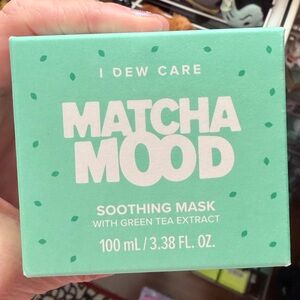 I DEW CARE
MATCHA
MOOD
SOOTHING MASK
WITH GREEN TEA EXTRACT
100 mL / 3.38 FL. OZ.